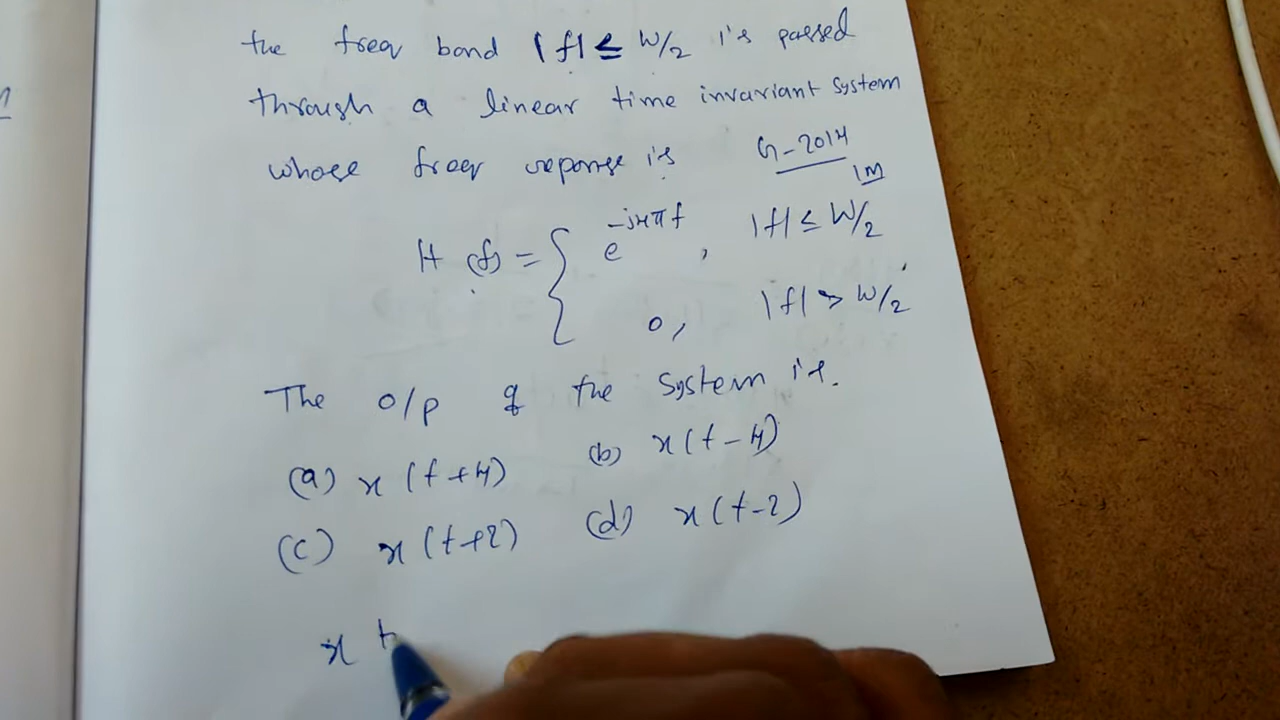 the freq band |f| ≤ W/2 is passed
through a linear time invariant system
whose freq reponse is G-2014
1M
H (f) = { e^{-j4πf}, |f| ≤ W/2
0, |f| > W/2
The o/p of the system is.
(a) x (t+4) (b) x(t-4)
(c) x (t+2) (d) x(t-2)
x